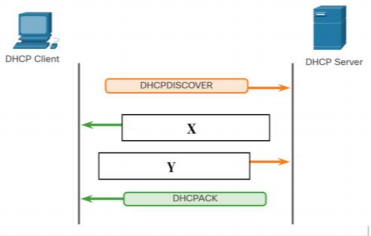 DHCP Client
DHCP Server
DHCPDISCOVER
X
Y
DHCPACK